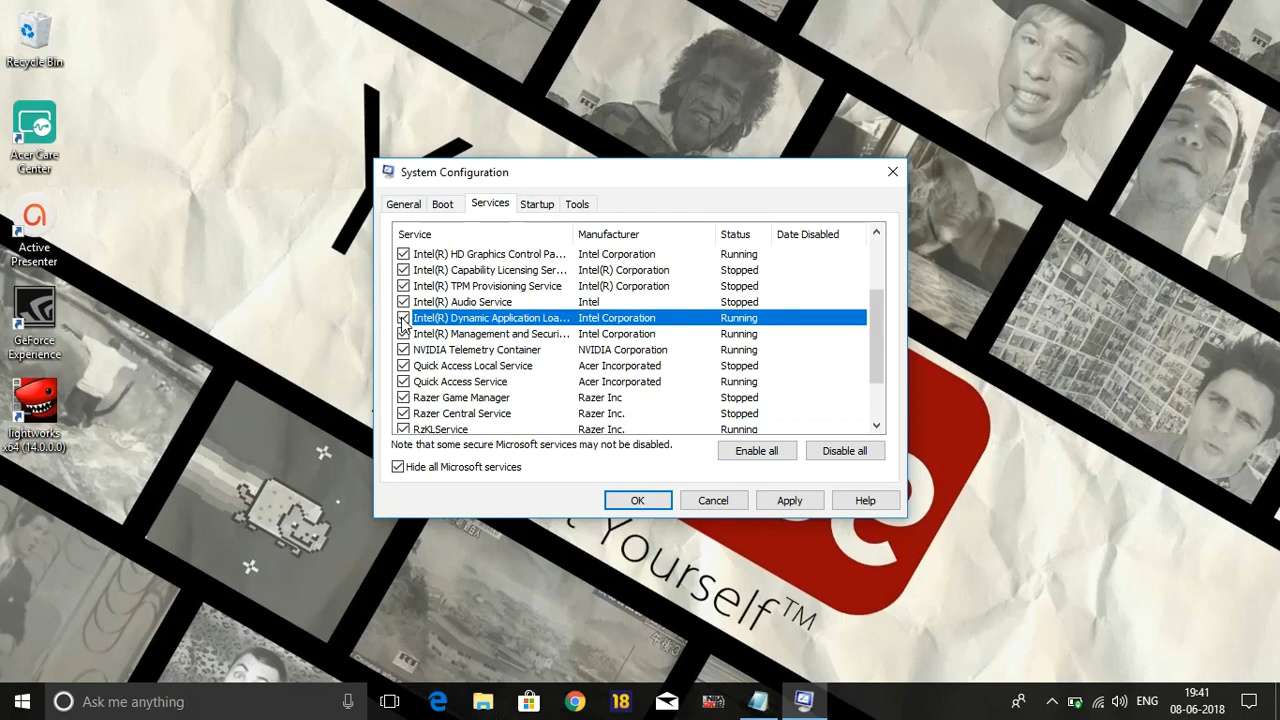 Recycle Bin
Acer Care
Center
Active
Presenter
GeForce
Experience
lightworks
x64 (14.0.0.0)
System Configuration
General Boot Services Startup Tools
Service Manufacturer Status Date Disabled
Intel(R) HD Graphics Control Pa... Intel Corporation Running
Intel(R) Capability Licensing Ser... Intel(R) Corporation Stopped
Intel(R) TPM Provisioning Service Intel(R) Corporation Stopped
Intel(R) Audio Service Intel Stopped
Intel(R) Dynamic Application Loa... Intel Corporation Running
Intel(R) Management and Securi... Intel Corporation Running
NVIDIA Telemetry Container NVIDIA Corporation Running
Quick Access Local Service Acer Incorporated Stopped
Quick Access Service Acer Incorporated Running
Razer Game Manager Razer Inc Stopped
Razer Central Service Razer Inc. Stopped
RzKLService Razer Inc. Running
Note that some secure Microsoft services may not be disabled.
Enable all Disable all
Hide all Microsoft services
OK Cancel Apply Help
Yourself™
Ask me anything
18
ENG
19:41
08-06-2018